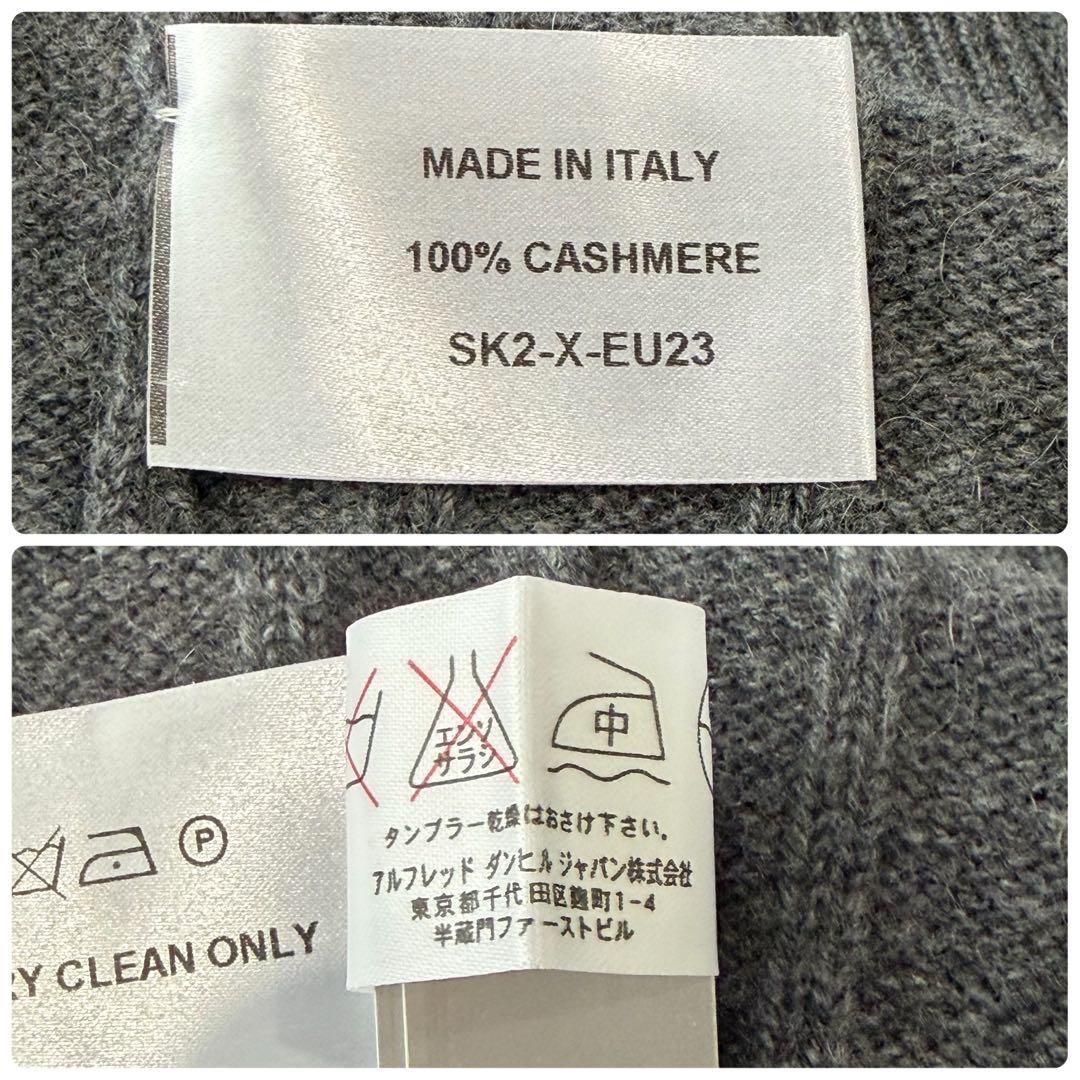 MADE IN ITALY
100% CASHMERE
SK2-X-EU23
P
RY CLEAN ONLY
エンソ
サラシ
中
タンブラー乾燥はおさけ下さい。
アルフレッド ダンヒル ジャパン株式会社
東京都千代田区麹町1-4
半蔵門ファーストビル